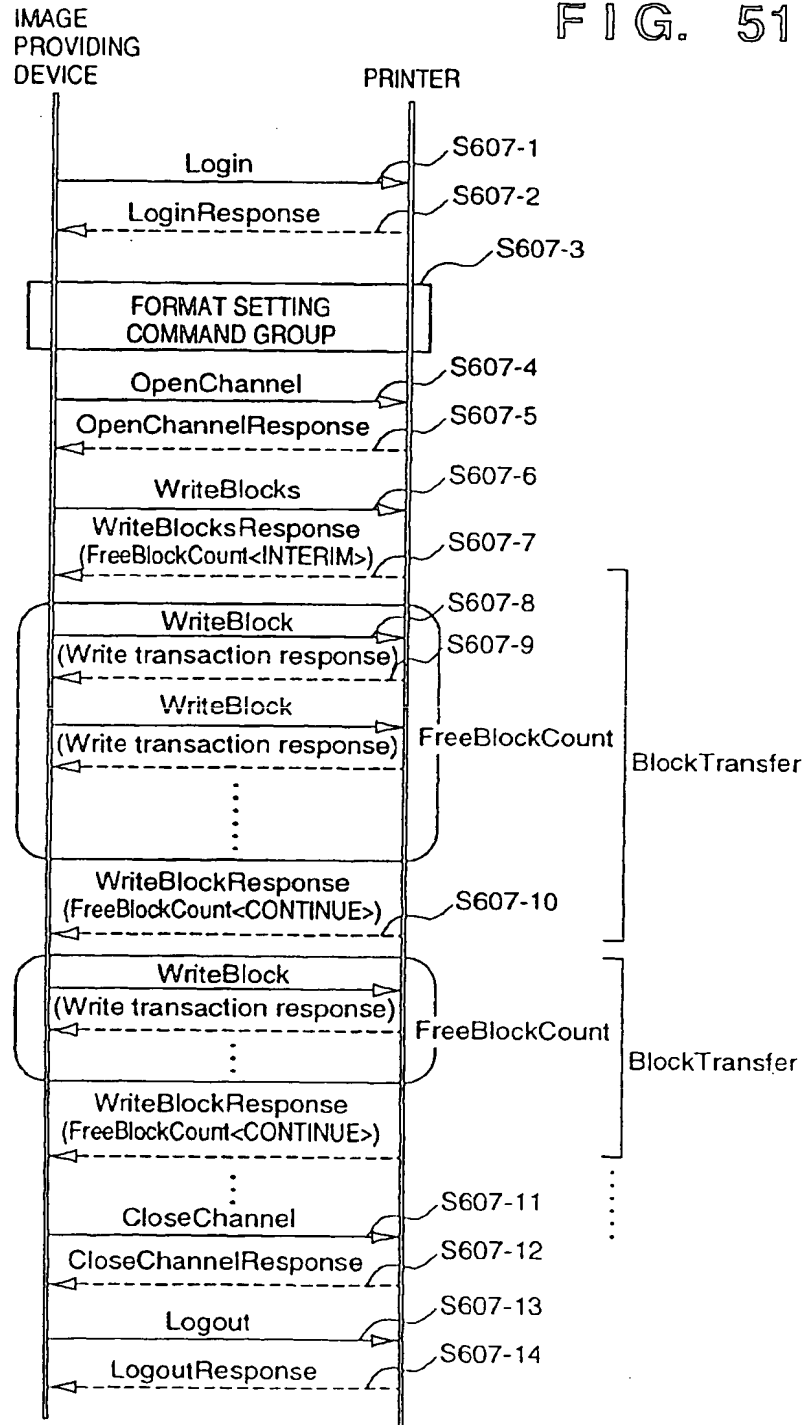 FIG. 51
IMAGE
PROVIDING
DEVICE
PRINTER
Login
S607-1
LoginResponse
S607-2
S607-3
FORMAT SETTING
COMMAND GROUP
OpenChannel
S607-4
OpenChannelResponse
S607-5
WriteBlocks
S607-6
WriteBlocksResponse
(FreeBlockCount<INTERIM>)
S607-7
WriteBlock
S607-8
(Write transaction response)
S607-9
WriteBlock
(Write transaction response)
FreeBlockCount
BlockTransfer
WriteBlockResponse
(FreeBlockCount<CONTINUE>)
S607-10
WriteBlock
(Write transaction response)
FreeBlockCount
BlockTransfer
WriteBlockResponse
(FreeBlockCount<CONTINUE>)
CloseChannel
S607-11
CloseChannelResponse
S607-12
Logout
S607-13
LogoutResponse
S607-14